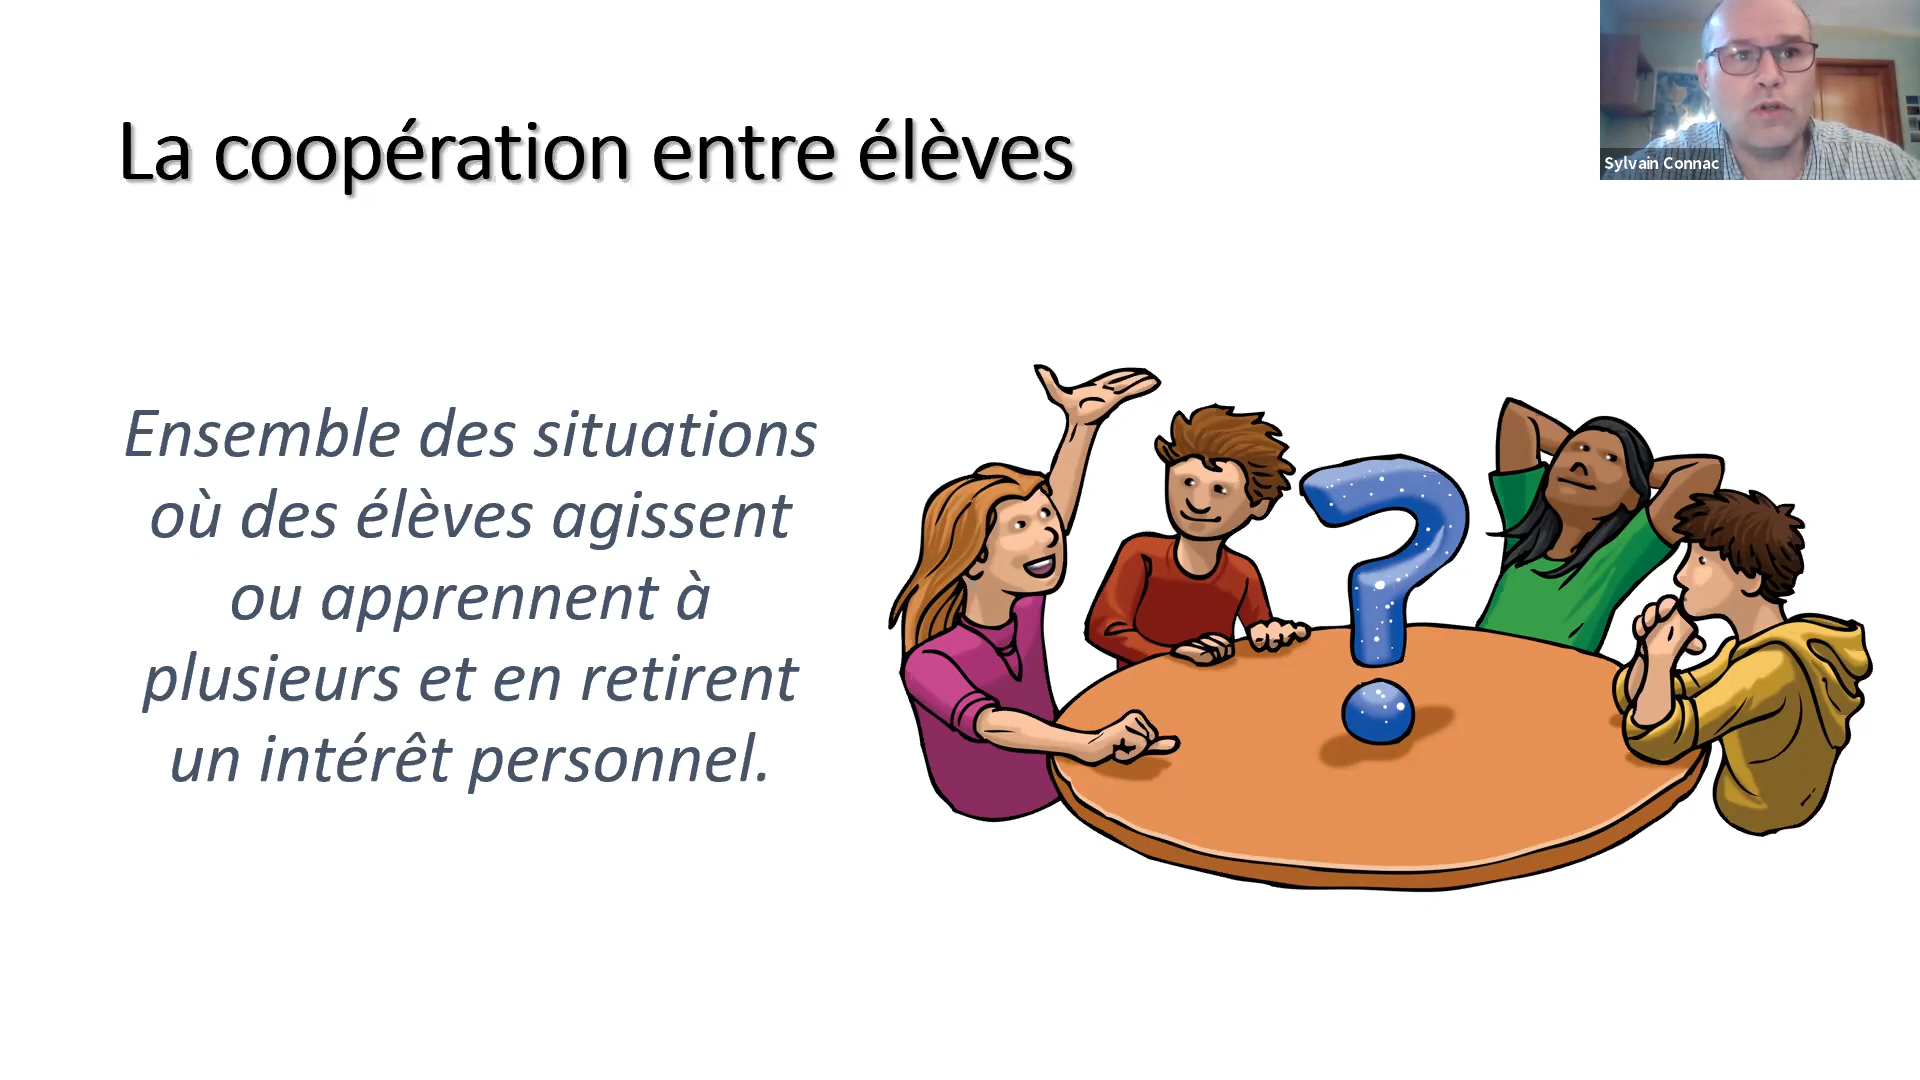 La coopération entre élèves
Sylvain Connac
Ensemble des situations
où des élèves agissent
ou apprennent à
plusieurs et en retirent
un intérêt personnel.